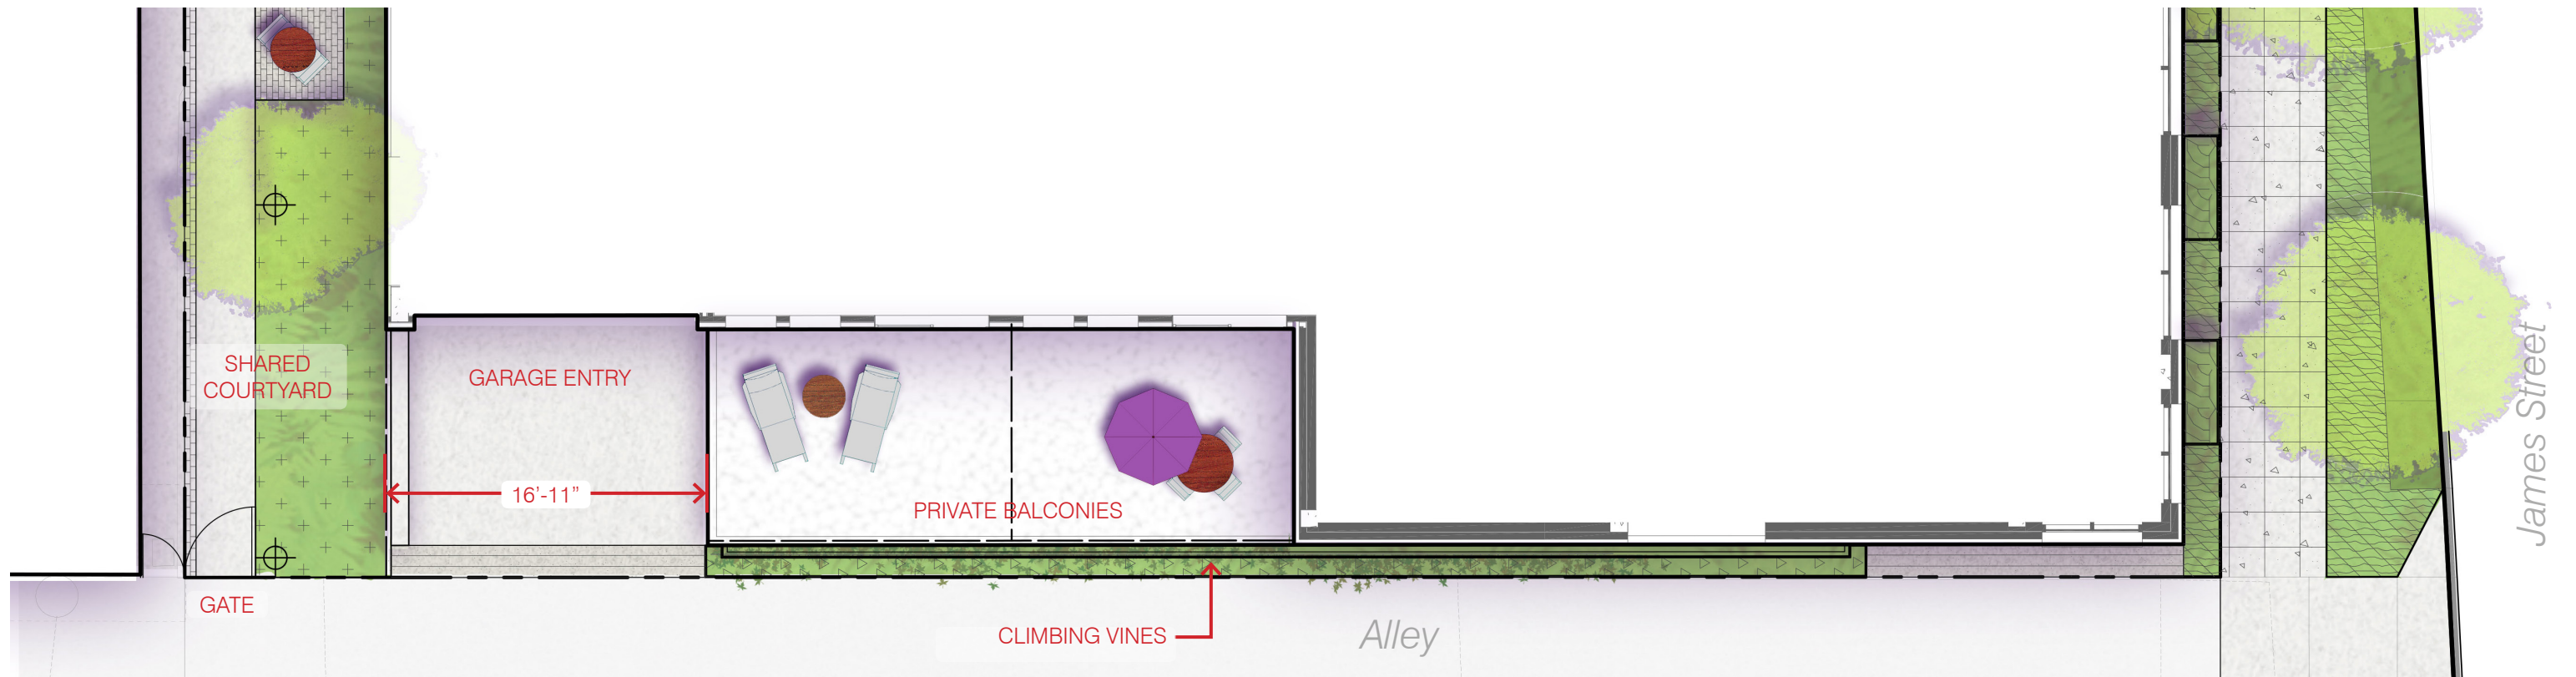 SHARED
COURTYARD
GARAGE ENTRY
16’-11”
PRIVATE BALCONIES
GATE
CLIMBING VINES
Alley
James Street